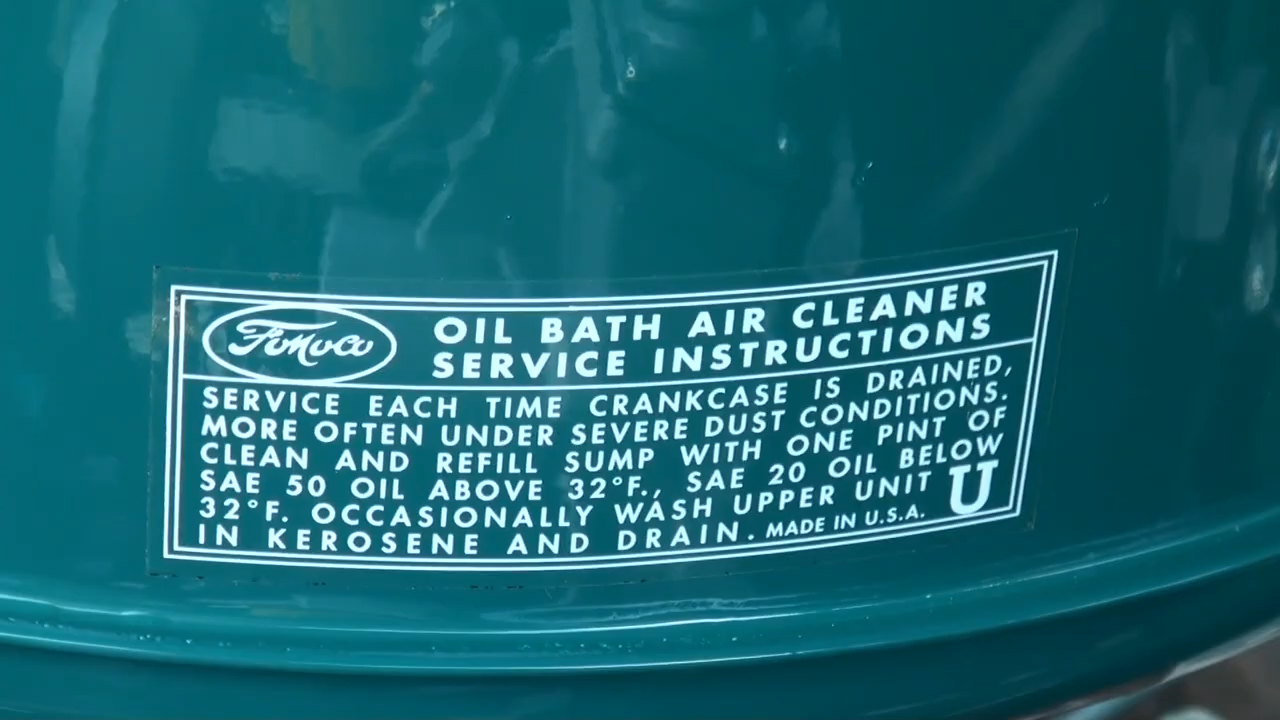 FoMoCo
OIL BATH AIR CLEANER
SERVICE INSTRUCTIONS
SERVICE EACH TIME CRANKCASE IS DRAINED,
MORE OFTEN UNDER SEVERE DUST CONDITIONS.
CLEAN AND REFILL SUMP WITH ONE PINT OF
SAE 50 OIL ABOVE 32°F., SAE 20 OIL BELOW
32°F. OCCASIONALLY WASH UPPER UNIT
IN KEROSENE AND DRAIN. MADE IN U.S.A.
U